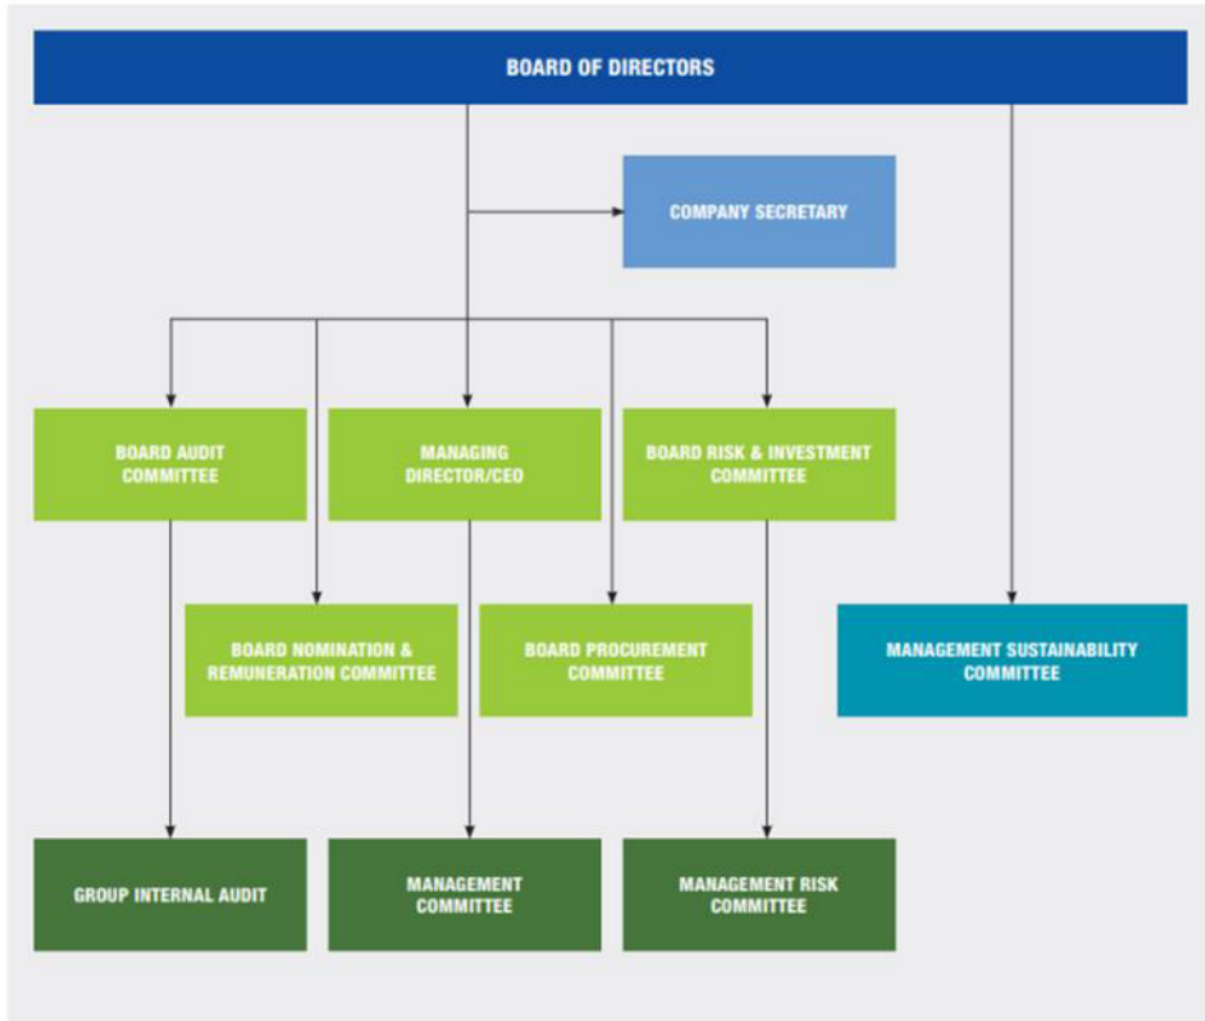 BOARD OF DIRECTORS
COMPANY SECRETARY
BOARD AUDIT
COMMITTEE
MANAGING
DIRECTOR/CEO
BOARD RISK & INVESTMENT
COMMITTEE
BOARD NOMINATION &
REMUNERATION COMMITTEE
BOARD PROCUREMENT
COMMITTEE
MANAGEMENT SUSTAINABILITY
COMMITTEE
GROUP INTERNAL AUDIT
MANAGEMENT
COMMITTEE
MANAGEMENT RISK
COMMITTEE